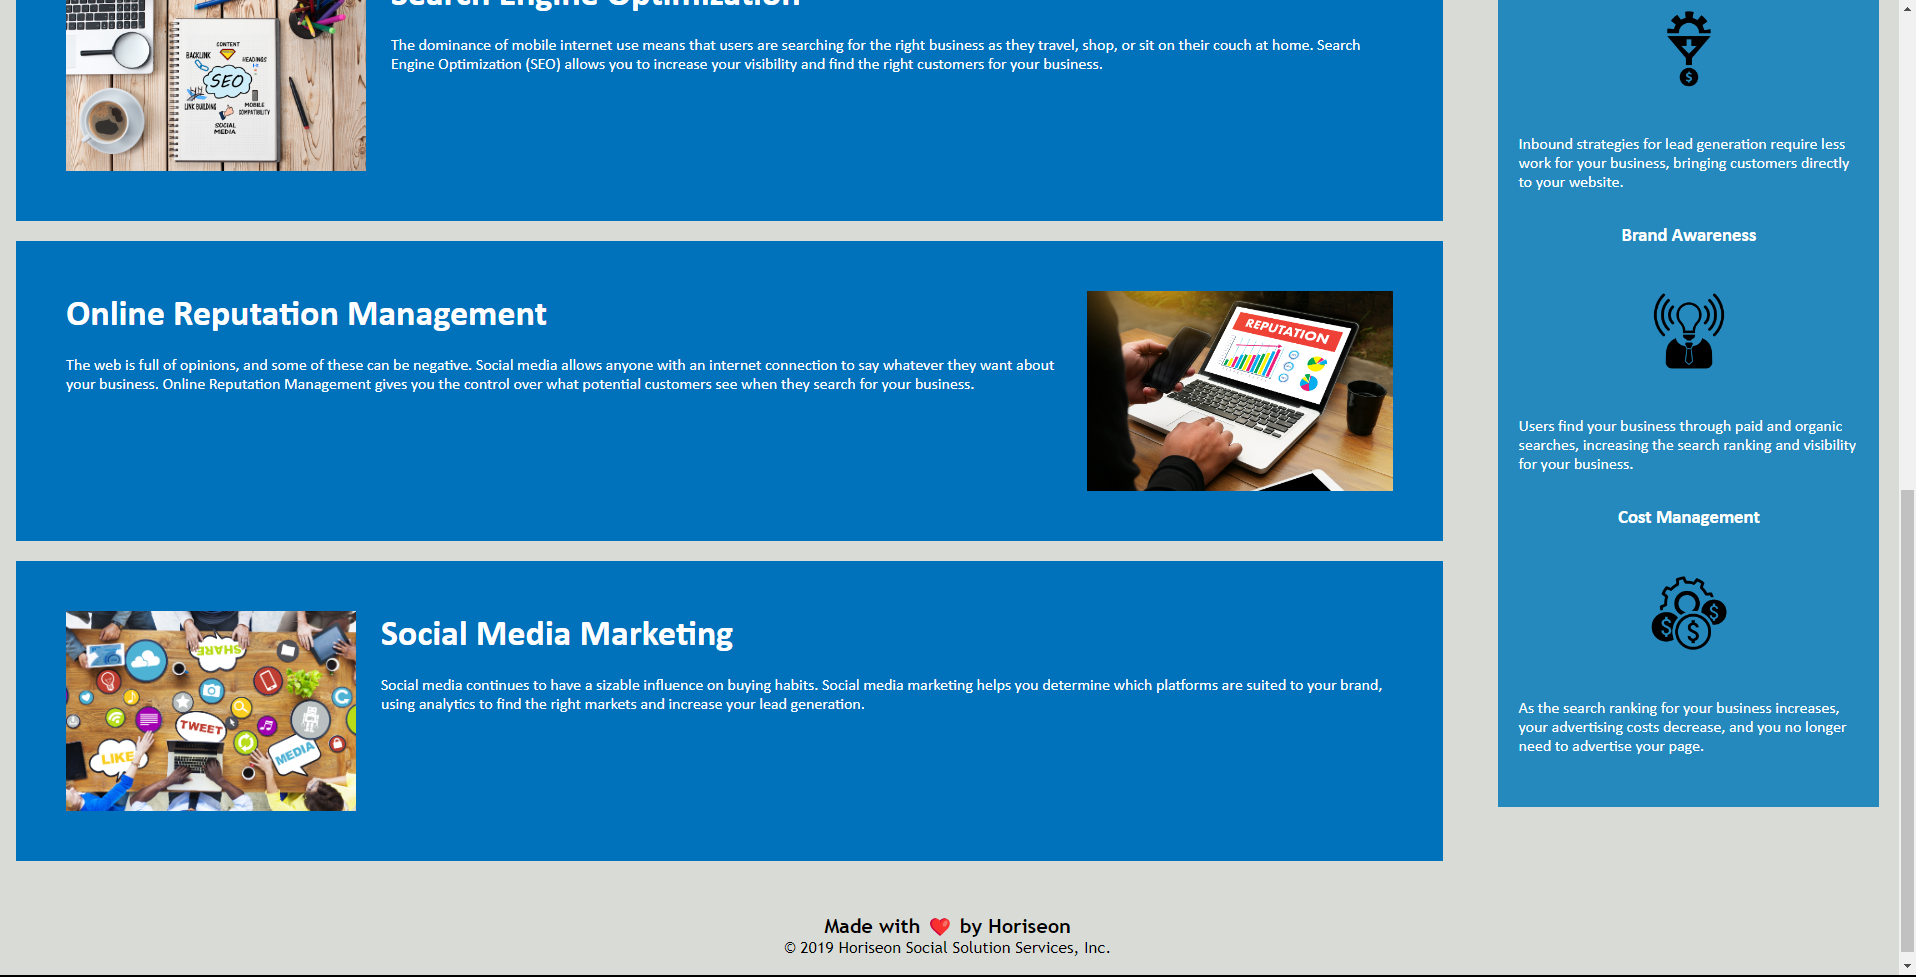 Search Engine Optimization
The dominance of mobile internet use means that users are searching for the right business as they travel, shop, or sit on their couch at home. Search
Engine Optimization (SEO) allows you to increase your visibility and find the right customers for your business.
CONTENT
BACKLINK
HEADINGS
SEO
LINK BUILDING
MOBILE
COMPATIBILITY
SOCIAL
MEDIA
Online Reputation Management
The web is full of opinions, and some of these can be negative. Social media allows anyone with an internet connection to say whatever they want about
your business. Online Reputation Management gives you the control over what potential customers see when they search for your business.
REPUTATION
Social Media Marketing
Social media continues to have a sizable influence on buying habits. Social media marketing helps you determine which platforms are suited to your brand,
using analytics to find the right markets and increase your lead generation.
SHARE
TWEET
LIKE
MEDIA
$
Inbound strategies for lead generation require less
work for your business, bringing customers directly
to your website.
Brand Awareness
Users find your business through paid and organic
searches, increasing the search ranking and visibility
for your business.
Cost Management
$
$
$
As the search ranking for your business increases,
your advertising costs decrease, and you no longer
need to advertise your page.
Made with ❤️ by Horiseon
© 2019 Horiseon Social Solution Services, Inc.